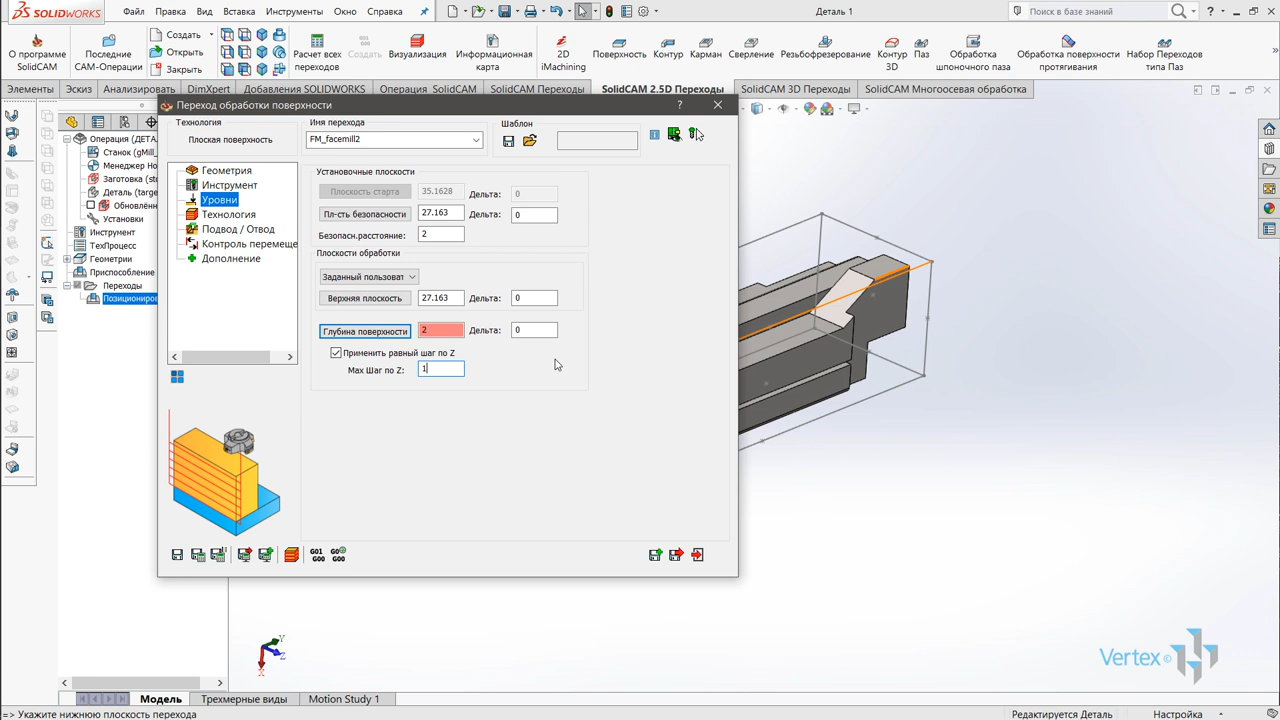 SOLIDWORKS
Файл Правка Вид Вставка Инструменты Окно Справка
Деталь 1
Поиск в базе знаний
О программе SolidCAM
Последние CAM-Операции
Создать
Открыть
Закрыть
Расчет всех переходов
Создать
Визуализация
Информационная карта
2D iMachining
Поверхность
Контур
Карман
Сверление
Резьбофрезерование
Контур 3D
Паз
Обработка шпоночного паза
Обработка поверхности протягивания
Набор Переходов типа Паз
Элементы Эскиз Анализировать DimXpert Добавления SOLIDWORKS Операция SolidCAM SolidCAM Переходы SolidCAM 2.5D Переходы SolidCAM 3D Переходы SolidCAM Многоосевая обработка
Операция (ДЕТА
Станок (gMill_
Менеджер Но
Заготовка (sto
Деталь (targe
Обновлён
Установки
Инструмент
ТехПроцесс
Геометрии
Приспособление
Переходы
Позициониров
Переход обработки поверхности
?
Технология
Плоская поверхность
Имя перехода
FM_facemill2
Шаблон
Геометрия
Инструмент
Уровни
Технология
Подвод / Отвод
Контроль перемеще
Дополнение
Установочные плоскости
Плоскость старта 35.1628 Дельта: 0
Пл-сть безопасности 27.163 Дельта: 0
Безопасн.расстояние: 2
Плоскости обработки
Заданный пользоват
Верхняя плоскость 27.163 Дельта: 0
Глубина поверхности 2 Дельта: 0
Применить равный шаг по Z
Max Шаг по Z: 1
G01 G00
G0 G00
Y
Z
X
Vertex ©
Модель Трехмерные виды Motion Study 1
Укажите нижнюю плоскость перехода
Редактируется Деталь
Настройка